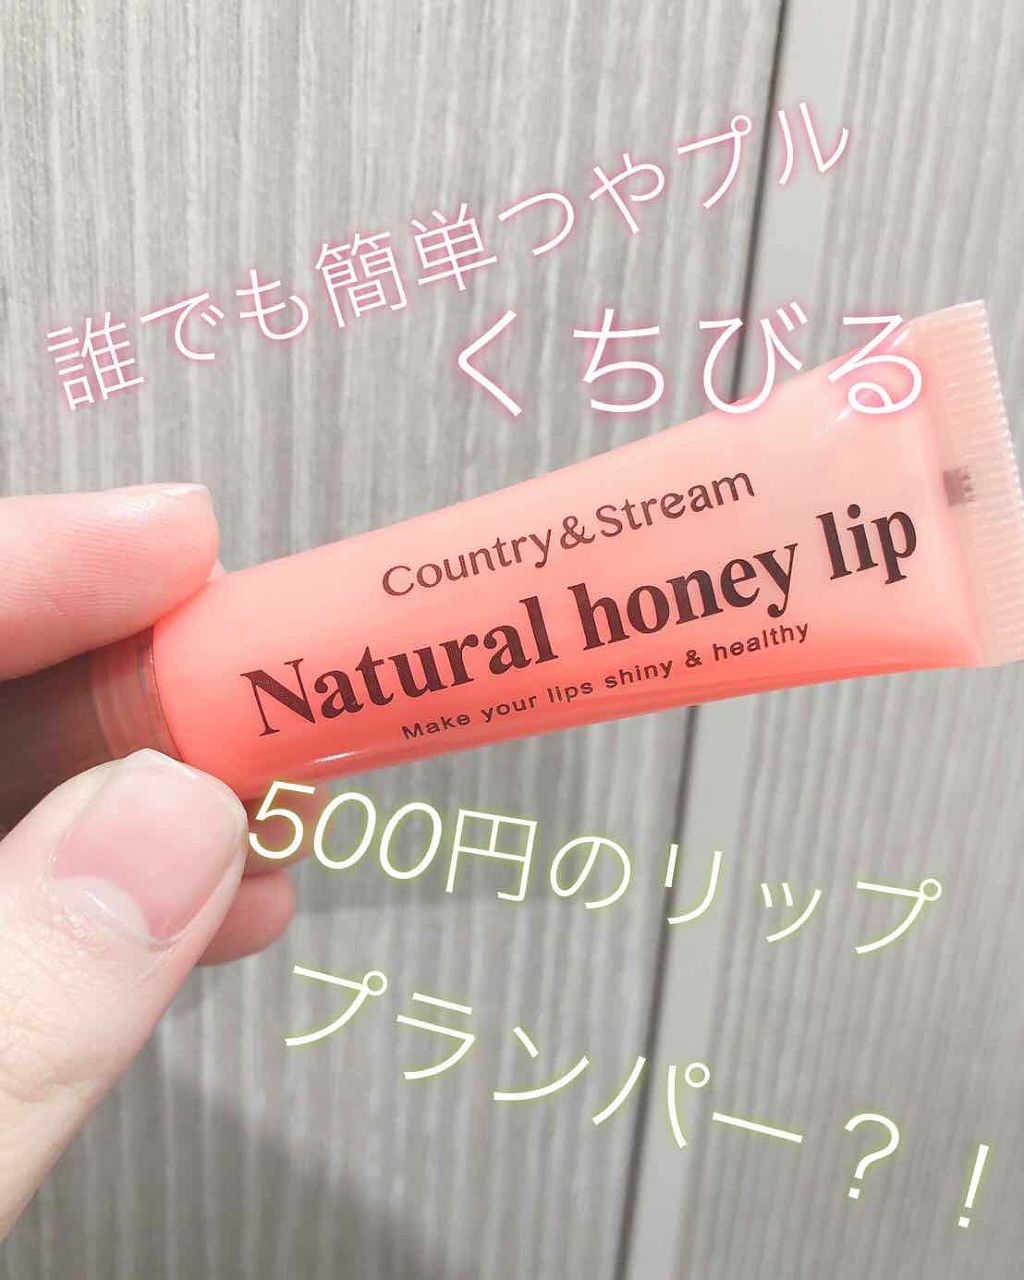 誰でも簡単つやプル
くちびる
Country&Stream
Natural honey lip
Make your lips shiny & healthy
500円のリップ
プランパー？！